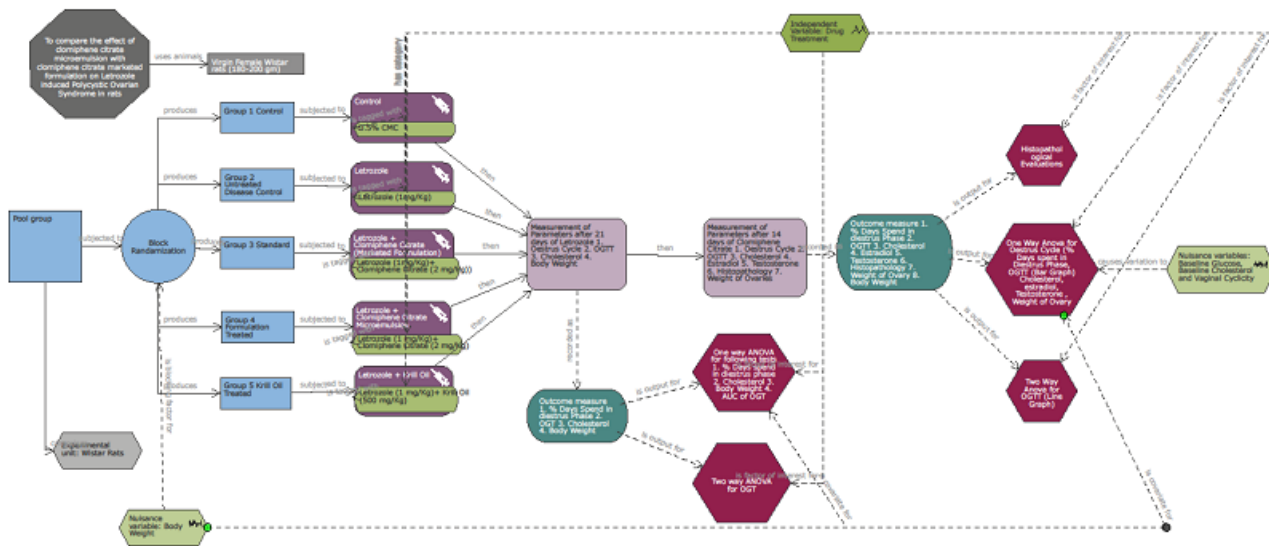 To compare the effect of
clomiphene citrate
microemulsion with
clomiphene citrate marketed
formulation on Letrozole
induced Polycystic Ovarian
Syndrome in rats
uses animals
Virgin Female Wister
rats (180-200 gm)
Independent
Variable: Drug
Treatment
has category
is factor of interest for
is factor of interest for
is factor of interest for
produces
Group 1 Control
subjected to
Control
is tagged with
0.5% CMC
then
produces
Group 2
Untreated
Disease Control
subjected to
Letrozole
is tagged with
Letrozole (1mg/Kg)
then
Pool group
subjected to
Block
Randomization
produces
Group 3 Standard
subjected to
Letrozole +
Clomiphene Citrate
(Marketed Formulation)
Letrozole (1mg/Kg)+
Clomiphene Citrate (2 mg/Kg))
then
produces
Group 4
Formulation
Treated
subjected to
Letrozole +
Clomiphene Citrate
Microemulsion
Letrozole (1 mg/Kg)+
Clomiphene Citrate (2 mg/Kg)
then
produces
Group 5 Krill Oil
Treated
subjected to
Letrozole + Krill Oil
Letrozole (1 mg/Kg)+ Krill Oil
(500 mg/Kg)
then
Measurement of
Parameters after 21
days of Letrozole 1.
Destrus Cycle 2. OGTT
3. Cholesterol 4.
Body Weight
then
Measurement of
Parameters after 14
days of Clomiphene
Citrate 1. Destrus Cycle 2.
OGTT 3. Cholesterol 4.
Estradiol 5. Testosterone
6. Histopathology 7.
Weight of Ovaries
Outcome measure 1.
% Days Spend in
diestrus Phase 2.
OGTT 3. Cholesterol
4. Estradiol 5.
Testosterone 6.
Histopathology 7.
Weight of Ovary 8.
Body Weight
is output for
Histopathol
ogical
Evaluations
is output for
One Way Anova for
Destrus Cycle (%
Days spent in
Diestrus Phase,
OGTT (Bar Graph)
Cholesterol,
estradiol,
Testosterone ,
Weight of Ovary
causes variation to
Nuisance variables:
Baseline Glucose,
Baseline Cholesterol
and Vaginal Cyclicity
is output for
Two Way
Anova for
OGTT (Line
Graph)
recorded as
Outcome measure
1. % Days Spend in
diestrus Phase 2.
OGT 3. Cholesterol
4. Body Weight
is output for
One way ANOVA
for following tests
1. % Days spend in
diestrus phase
2. Cholesterol 3.
Body Weight 4.
AUC of OGT
is output for
Two way ANOVA
for OGT
is factor of interest for
covariate for
is covariate for
Experimental
unit: Wister Rats
is blocking factor for
Nuisance
variable: Body
Weight